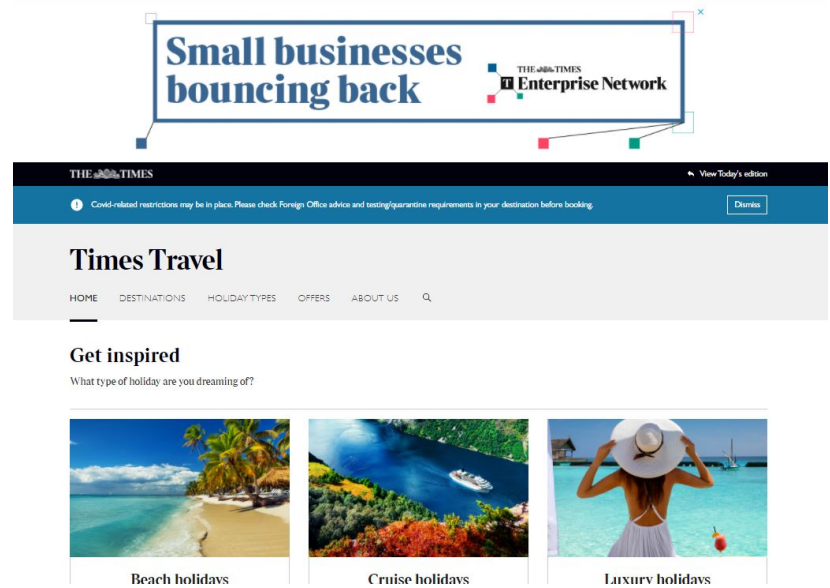 Small businesses
bouncing back
THE TIMES
Enterprise Network
THE TIMES
View Today's edition
Covid-related restrictions may be in place. Please check Foreign Office advice and testing/quarantine requirements in your destination before booking.
Dismiss
Times Travel
HOME DESTINATIONS HOLIDAY TYPES OFFERS ABOUT US
Get inspired
What type of holiday are you dreaming of?
Beach holidays
Cruise holidays
Luxury holidays